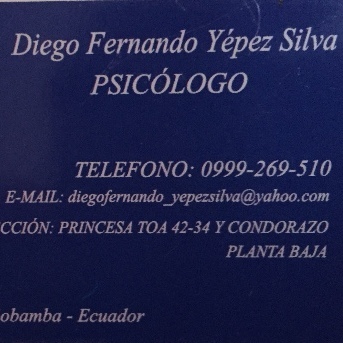 Diego Fernando Yépez Silva
PSICÓLOGO
TELEFONO: 0999-269-510
E-MAIL: diegofernando_yepezsilva@yahoo.com
CCIÓN: PRINCESA TOA 42-34 Y CONDORAZO
PLANTA BAJA
obamba - Ecuador